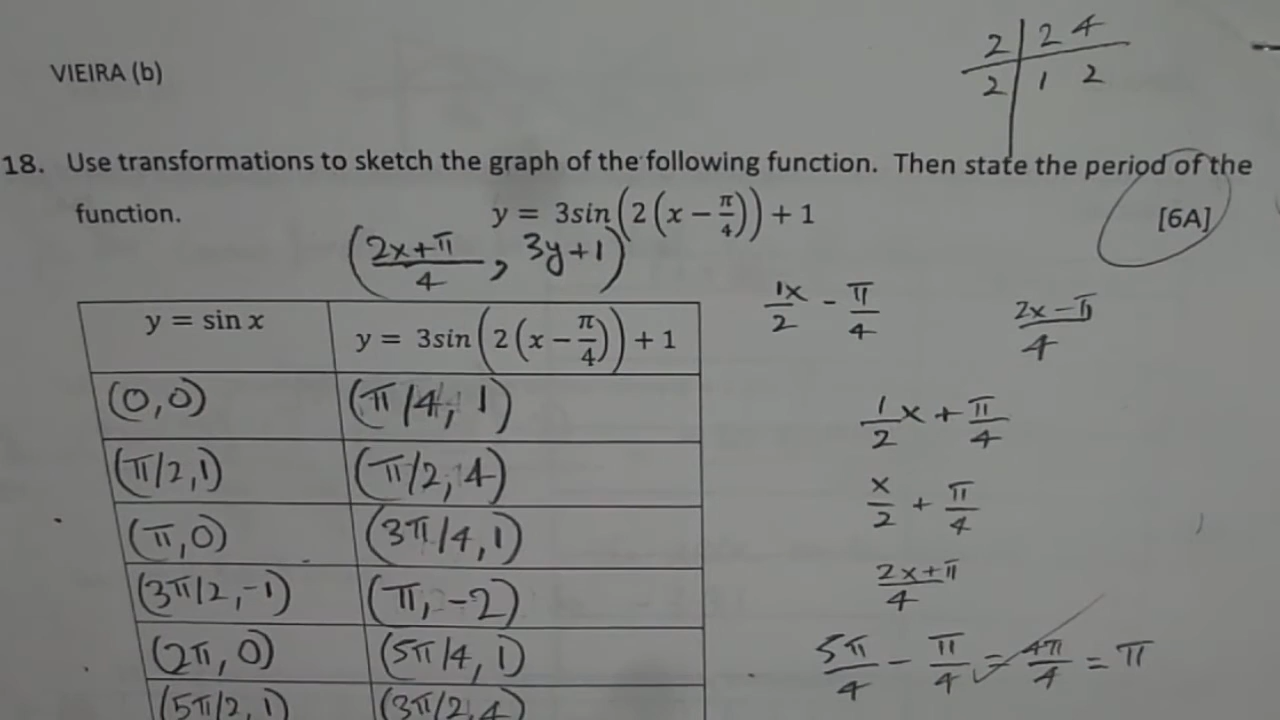 2 | 2 4
2 | 1 2
VIEIRA (b)
18. Use transformations to sketch the graph of the following function. Then state the period of the
function. y = 3sin(2(x − π/4)) + 1 [6A]
((2x+π)/4, 3y+1)
1x/2 - π/4
(2x-π)/4
y = sin x | y = 3sin(2(x − π/4)) + 1
(0,0) | (π/4, 1)
(π/2,1) | (π/2, 4)
(π,0) | (3π/4,1)
(3π/2,-1) | (π,-2)
(2π,0) | (5π/4,1)
(5π/2,1) | (3π/2,4)
1/2 x + π/4
x/2 + π/4
(2x+π)/4
5π/4 - π/4 = 4π/4 = π